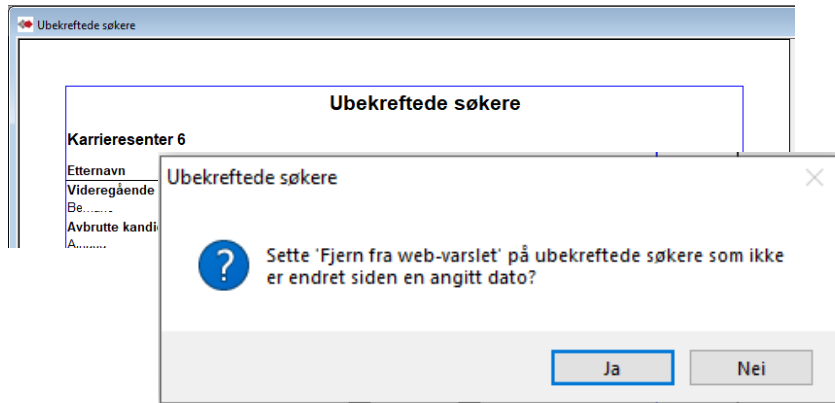 Ubekreftede søkere
Ubekreftede søkere
Karrieresenter 6
Etternavn
Videregående
Avbrutte kandi
Ubekreftede søkere
Sette 'Fjern fra web-varslet' på ubekreftede søkere som ikke
er endret siden en angitt dato?
Ja
Nei